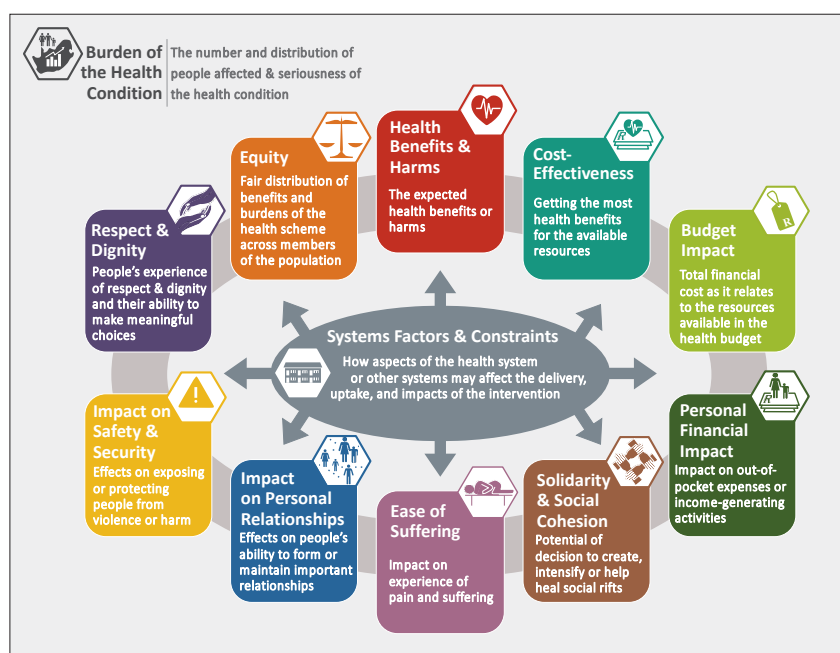 Burden of
the Health
Condition
The number and distribution of
people affected & seriousness of
the health condition
Health
Benefits &
Harms
The expected
health benefits or
harms
Equity
Fair distribution of
benefits and
burdens of the
health scheme
across members
of the population
Cost-
Effectiveness
R
Getting the most
health benefits
for the available
resources
Respect &
Dignity
People's experience
of respect & dignity
and their ability to
make meaningful
choices
Budget
Impact
R
Total financial
cost as it relates
to the resources
available in the
health budget
Systems Factors & Constraints
How aspects of the health system
or other systems may affect the delivery,
uptake, and impacts of the intervention
Impact on
Safety &
Security
!
Effects on exposing
or protecting
people from
violence or harm
Personal
Financial
Impact
R
Impact on out-of-
pocket expenses or
income-generating
activities
Impact
on Personal
Relationships
Effects on people's
ability to form or
maintain important
relationships
Ease of
Suffering
Impact on
experience of
pain and suffering
Solidarity
& Social
Cohesion
Potential of
decision to create,
intensify or help
heal social rifts